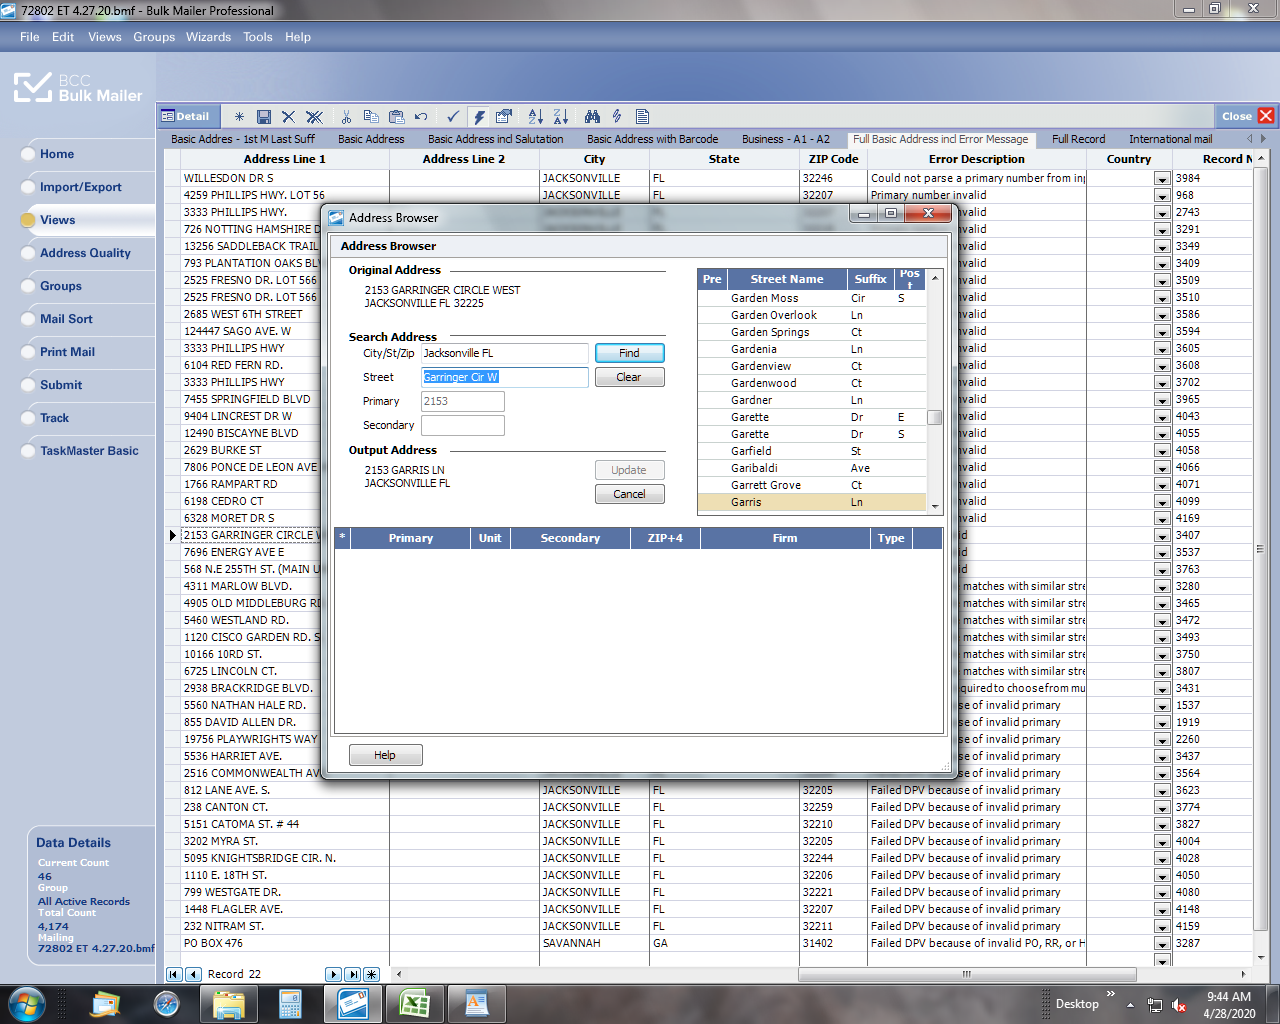 72802 ET 4.27.20.bmf - Bulk Mailer Professional
File Edit Views Groups Wizards Tools Help
BCC
Bulk Mailer
Home
Import/Export
Views
Address Quality
Groups
Mail Sort
Print Mail
Submit
Track
TaskMaster Basic
Data Details
Current Count
46
Group
All Active Records
Total Count
4,174
Mailing
72802 ET 4.27.20.bmf
Detail
Close
Basic Addres - 1st M Last Suff Basic Address Basic Address incl Salutation Basic Address with Barcode Business - A1 - A2 Full Basic Address incl Error Message Full Record International mail
Address Line 1 Address Line 2 City State ZIP Code Error Description Country Record N
WILLESDON DR S JACKSONVILLE FL 32246 Could not parse a primary number from in 3984
4259 PHILLIPS HWY. LOT 56 JACKSONVILLE FL 32207 Primary number invalid 968
3333 PHILLIPS HWY. nvalid 2743
726 NOTTING HAMSHIRE D nvalid 3291
13256 SADDLEBACK TRAIL nvalid 3349
793 PLANTATION OAKS BLV nvalid 3409
2525 FRESNO DR. LOT 566 nvalid 3509
2525 FRESNO DR. LOT 566 nvalid 3510
2685 WEST 6TH STREET nvalid 3586
124447 SAGO AVE. W nvalid 3594
3333 PHILLIPS HWY nvalid 3605
6104 RED FERN RD. nvalid 3608
3333 PHILLIPS HWY nvalid 3702
7455 SPRINGFIELD BLVD nvalid 3965
9404 LINCREST DR W nvalid 4043
12490 BISCAYNE BLVD nvalid 4055
2629 BURKE ST nvalid 4058
7806 PONCE DE LEON AVE nvalid 4066
1766 RAMPART RD nvalid 4071
6198 CEDRO CT nvalid 4099
6328 MORET DR S nvalid 4169
2153 GARRINGER CIRCLE W id 3407
7696 ENERGY AVE E id 3537
568 N.E 255TH ST. (MAIN U id 3763
4311 MARLOW BLVD. matches with similar stre 3280
4905 OLD MIDDLEBURG RD matches with similar stre 3465
5460 WESTLAND RD. matches with similar stre 3472
1120 CISCO GARDEN RD. S matches with similar stre 3493
10166 10RD ST. matches with similar stre 3750
6725 LINCOLN CT. matches with similar stre 3807
2938 BRACKRIDGE BLVD. quired to choose from mu 3431
5560 NATHAN HALE RD. se of invalid primary 1537
855 DAVID ALLEN DR. se of invalid primary 1919
19756 PLAYWRIGHTS WAY se of invalid primary 2260
5536 HARRIET AVE. se of invalid primary 3437
2516 COMMONWEALTH AV se of invalid primary 3564
812 LANE AVE. S. JACKSONVILLE FL 32205 Failed DPV because of invalid primary 3623
238 CANTON CT. JACKSONVILLE FL 32259 Failed DPV because of invalid primary 3774
5151 CATOMA ST. # 44 JACKSONVILLE FL 32210 Failed DPV because of invalid primary 3827
3202 MYRA ST. JACKSONVILLE FL 32205 Failed DPV because of invalid primary 4004
5095 KNIGHTSBRIDGE CIR. N. JACKSONVILLE FL 32244 Failed DPV because of invalid primary 4028
1110 E. 18TH ST. JACKSONVILLE FL 32206 Failed DPV because of invalid primary 4050
799 WESTGATE DR. JACKSONVILLE FL 32221 Failed DPV because of invalid primary 4080
1448 FLAGLER AVE. JACKSONVILLE FL 32207 Failed DPV because of invalid primary 4148
232 NITRAM ST. JACKSONVILLE FL 32211 Failed DPV because of invalid primary 4159
PO BOX 476 SAVANNAH GA 31402 Failed DPV because of invalid PO, RR, or H 3287
Record 22
Address Browser
Address Browser
Original Address
2153 GARRINGER CIRCLE WEST
JACKSONVILLE FL 32225
Search Address
City/St/Zip Jacksonville FL Find
Street Garringer Cir W Clear
Primary 2153
Secondary
Output Address
2153 GARRIS LN
JACKSONVILLE FL
Update
Cancel
Pre Street Name Suffix Post
Garden Moss Cir S
Garden Overlook Ln
Garden Springs Ct
Gardenia Ln
Gardenview Ct
Gardenwood Ct
Gardner Ln
Garette Dr E
Garette Dr S
Garfield St
Garibaldi Ave
Garrett Grove Ct
Garris Ln
* Primary Unit Secondary ZIP+4 Firm Type
Help
Desktop
9:44 AM
4/28/2020